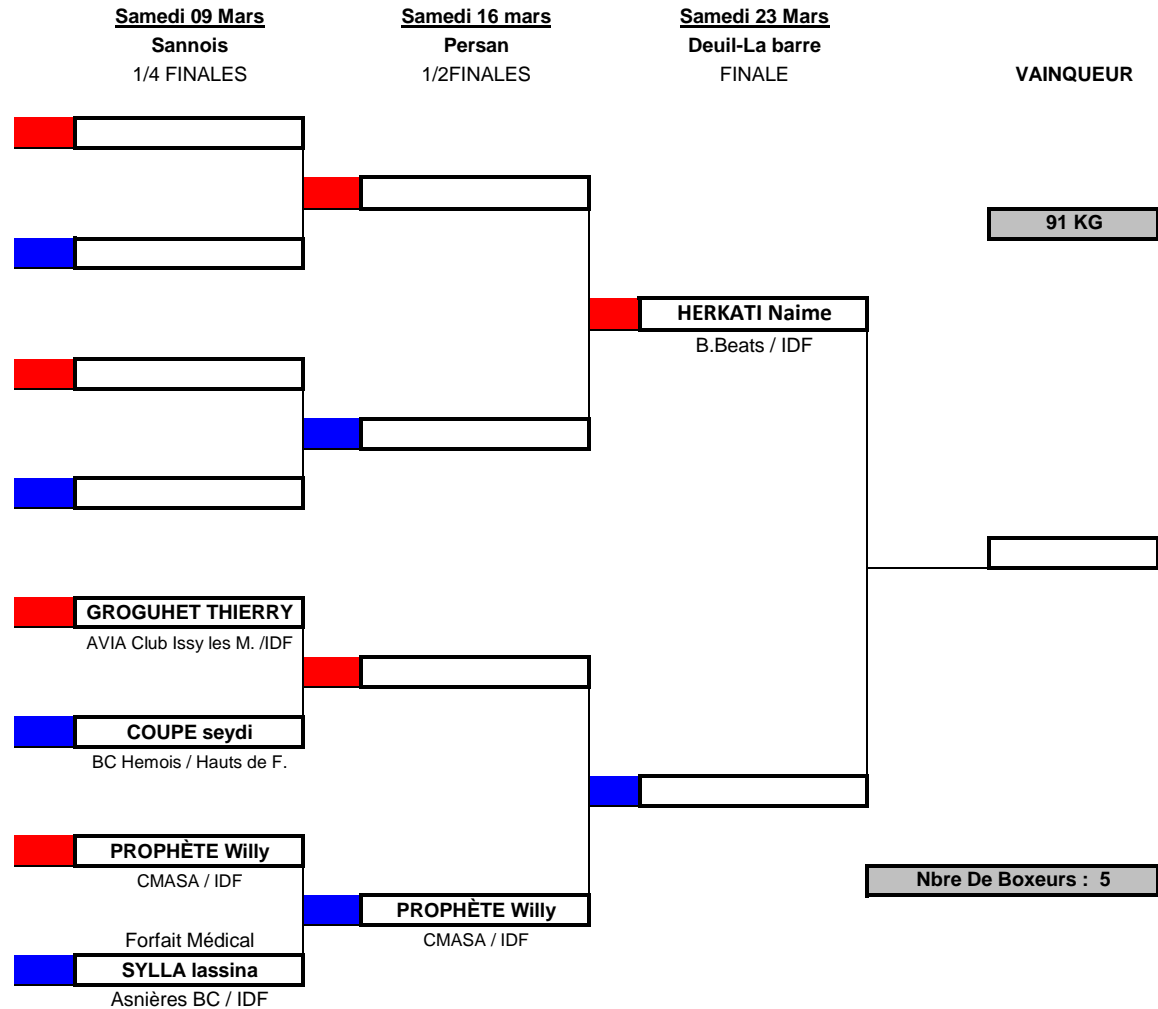 Samedi 09 Mars
Sannois
1/4 FINALES
Samedi 16 mars
Persan
1/2FINALES
Samedi 23 Mars
Deuil-La barre
FINALE
VAINQUEUR
91 KG
HERKATI Naime
B.Beats / IDF
GROGUHET THIERRY
AVIA Club Issy les M. /IDF
COUPE seydi
BC Hemois / Hauts de F.
PROPHÈTE Willy
CMASA / IDF
Nbre De Boxeurs : 5
PROPHÈTE Willy
CMASA / IDF
Forfait Médical
SYLLA lassina
Asnières BC / IDF